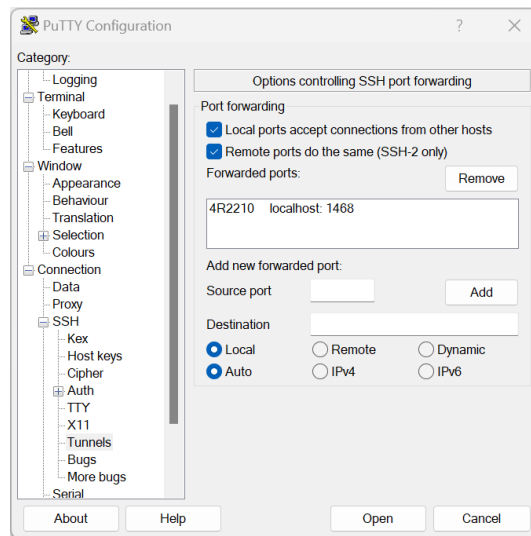 PuTTY Configuration
?
Category:
Logging
Terminal
Keyboard
Bell
Features
Window
Appearance
Behaviour
Translation
Selection
Colours
Connection
Data
Proxy
SSH
Kex
Host keys
Cipher
Auth
TTY
X11
Tunnels
Bugs
More bugs
Serial
Options controlling SSH port forwarding
Port forwarding
Local ports accept connections from other hosts
Remote ports do the same (SSH-2 only)
Forwarded ports:
Remove
4R2210 localhost: 1468
Add new forwarded port:
Source port
Add
Destination
Local Remote Dynamic
Auto IPv4 IPv6
About Help Open Cancel